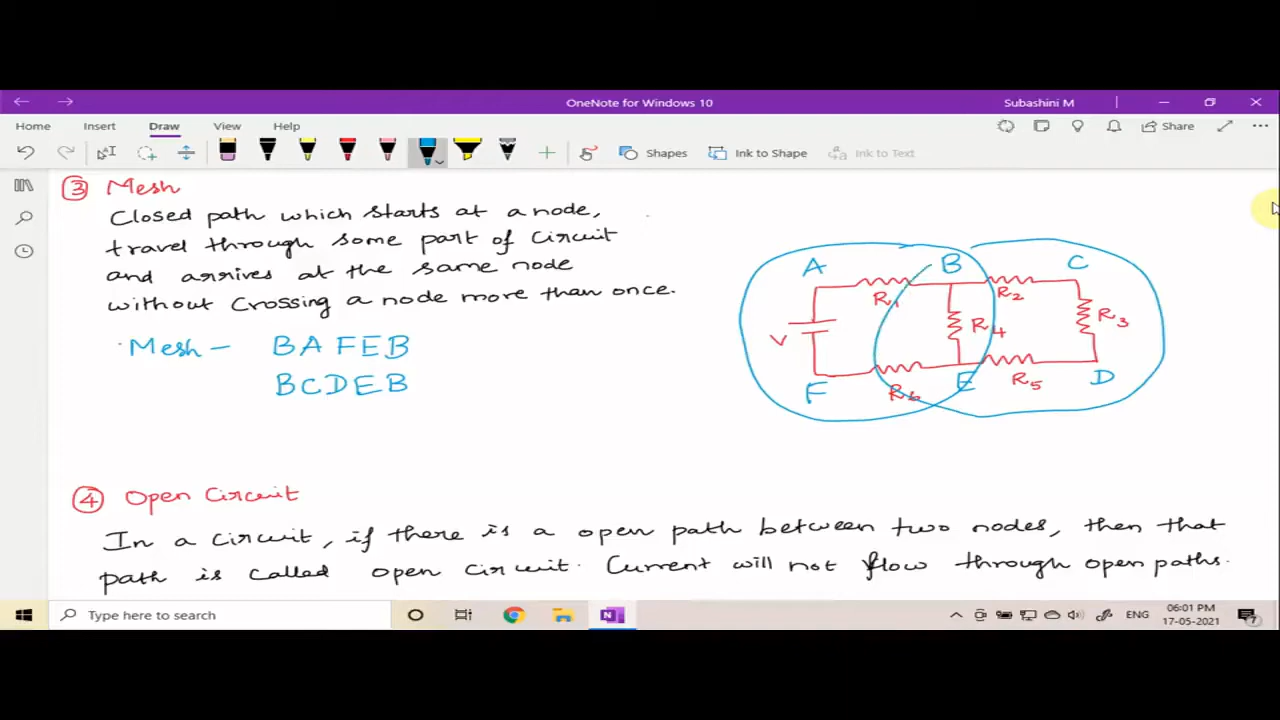 OneNote for Windows 10
Subashini M
Home Insert Draw View Help
Share
Shapes Ink to Shape Ink to Text
③ Mesh
Closed path which starts at a node,
travel through some part of circuit
and arrives at the same node
without crossing a node more than once.
Mesh - BAFEB
BCDEB
A B C
R1 R2
V R4 R3
R6 R5
F E D
④ Open Circuit
In a circuit, if there is a open path between two nodes, then that
path is called open circuit. Current will not flow through open paths.
Type here to search
ENG
06:01 PM
17-05-2021
7